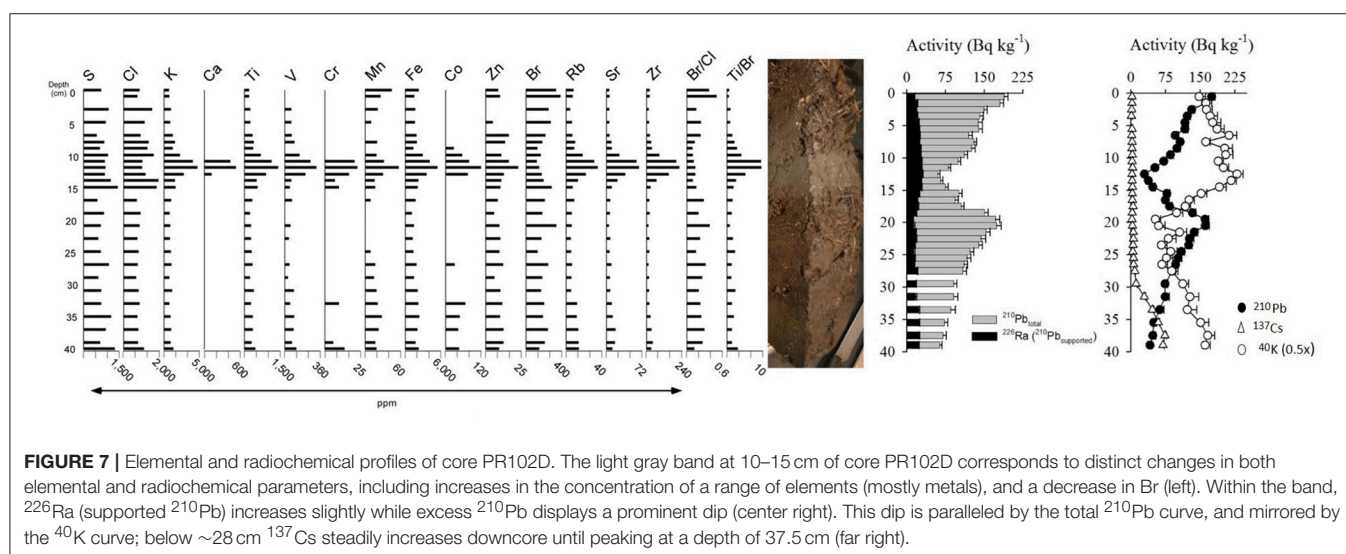 Depth (cm)
S Cl K Ca Ti V Cr Mn Fe Co Zn Br Rb Sr Zr Br/Cl Ti/Br
0
5
10
15
20
25
30
35
40
1,500 2,000 5,000 600 1,500 360 36 60 6,000 120 25 400 40 72 240 0.6 10
ppm
Activity (Bq kg⁻¹)
0 75 150 225
0
5
10
15
20
25
30
35
40
²¹⁰Pb_total
²²⁶Ra (²¹⁰Pb_supported)
Activity (Bq kg⁻¹)
0 75 150 225
0
5
10
15
20
25
30
35
40
²¹⁰Pb
¹³⁷Cs
⁴⁰K (0.5x)
FIGURE 7 | Elemental and radiochemical profiles of core PR102D. The light gray band at 10–15 cm of core PR102D corresponds to distinct changes in both
elemental and radiochemical parameters, including increases in the concentration of a range of elements (mostly metals), and a decrease in Br (left). Within the band,
²²⁶Ra (supported ²¹⁰Pb) increases slightly while excess ²¹⁰Pb displays a prominent dip (center right). This dip is paralleled by the total ²¹⁰Pb curve, and mirrored by
the ⁴⁰K curve; below ~28 cm ¹³⁷Cs steadily increases downcore until peaking at a depth of 37.5 cm (far right).